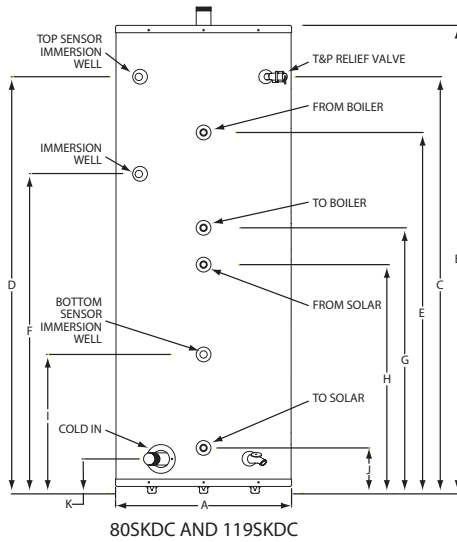 TOP SENSOR
IMMERSION
WELL
T&P RELIEF VALVE
FROM BOILER
IMMERSION
WELL
TO BOILER
FROM SOLAR
BOTTOM
SENSOR
IMMERSION
WELL
TO SOLAR
COLD IN
D
F
I
K
A
J
H
G
E
C
80SKDC AND 119SKDC